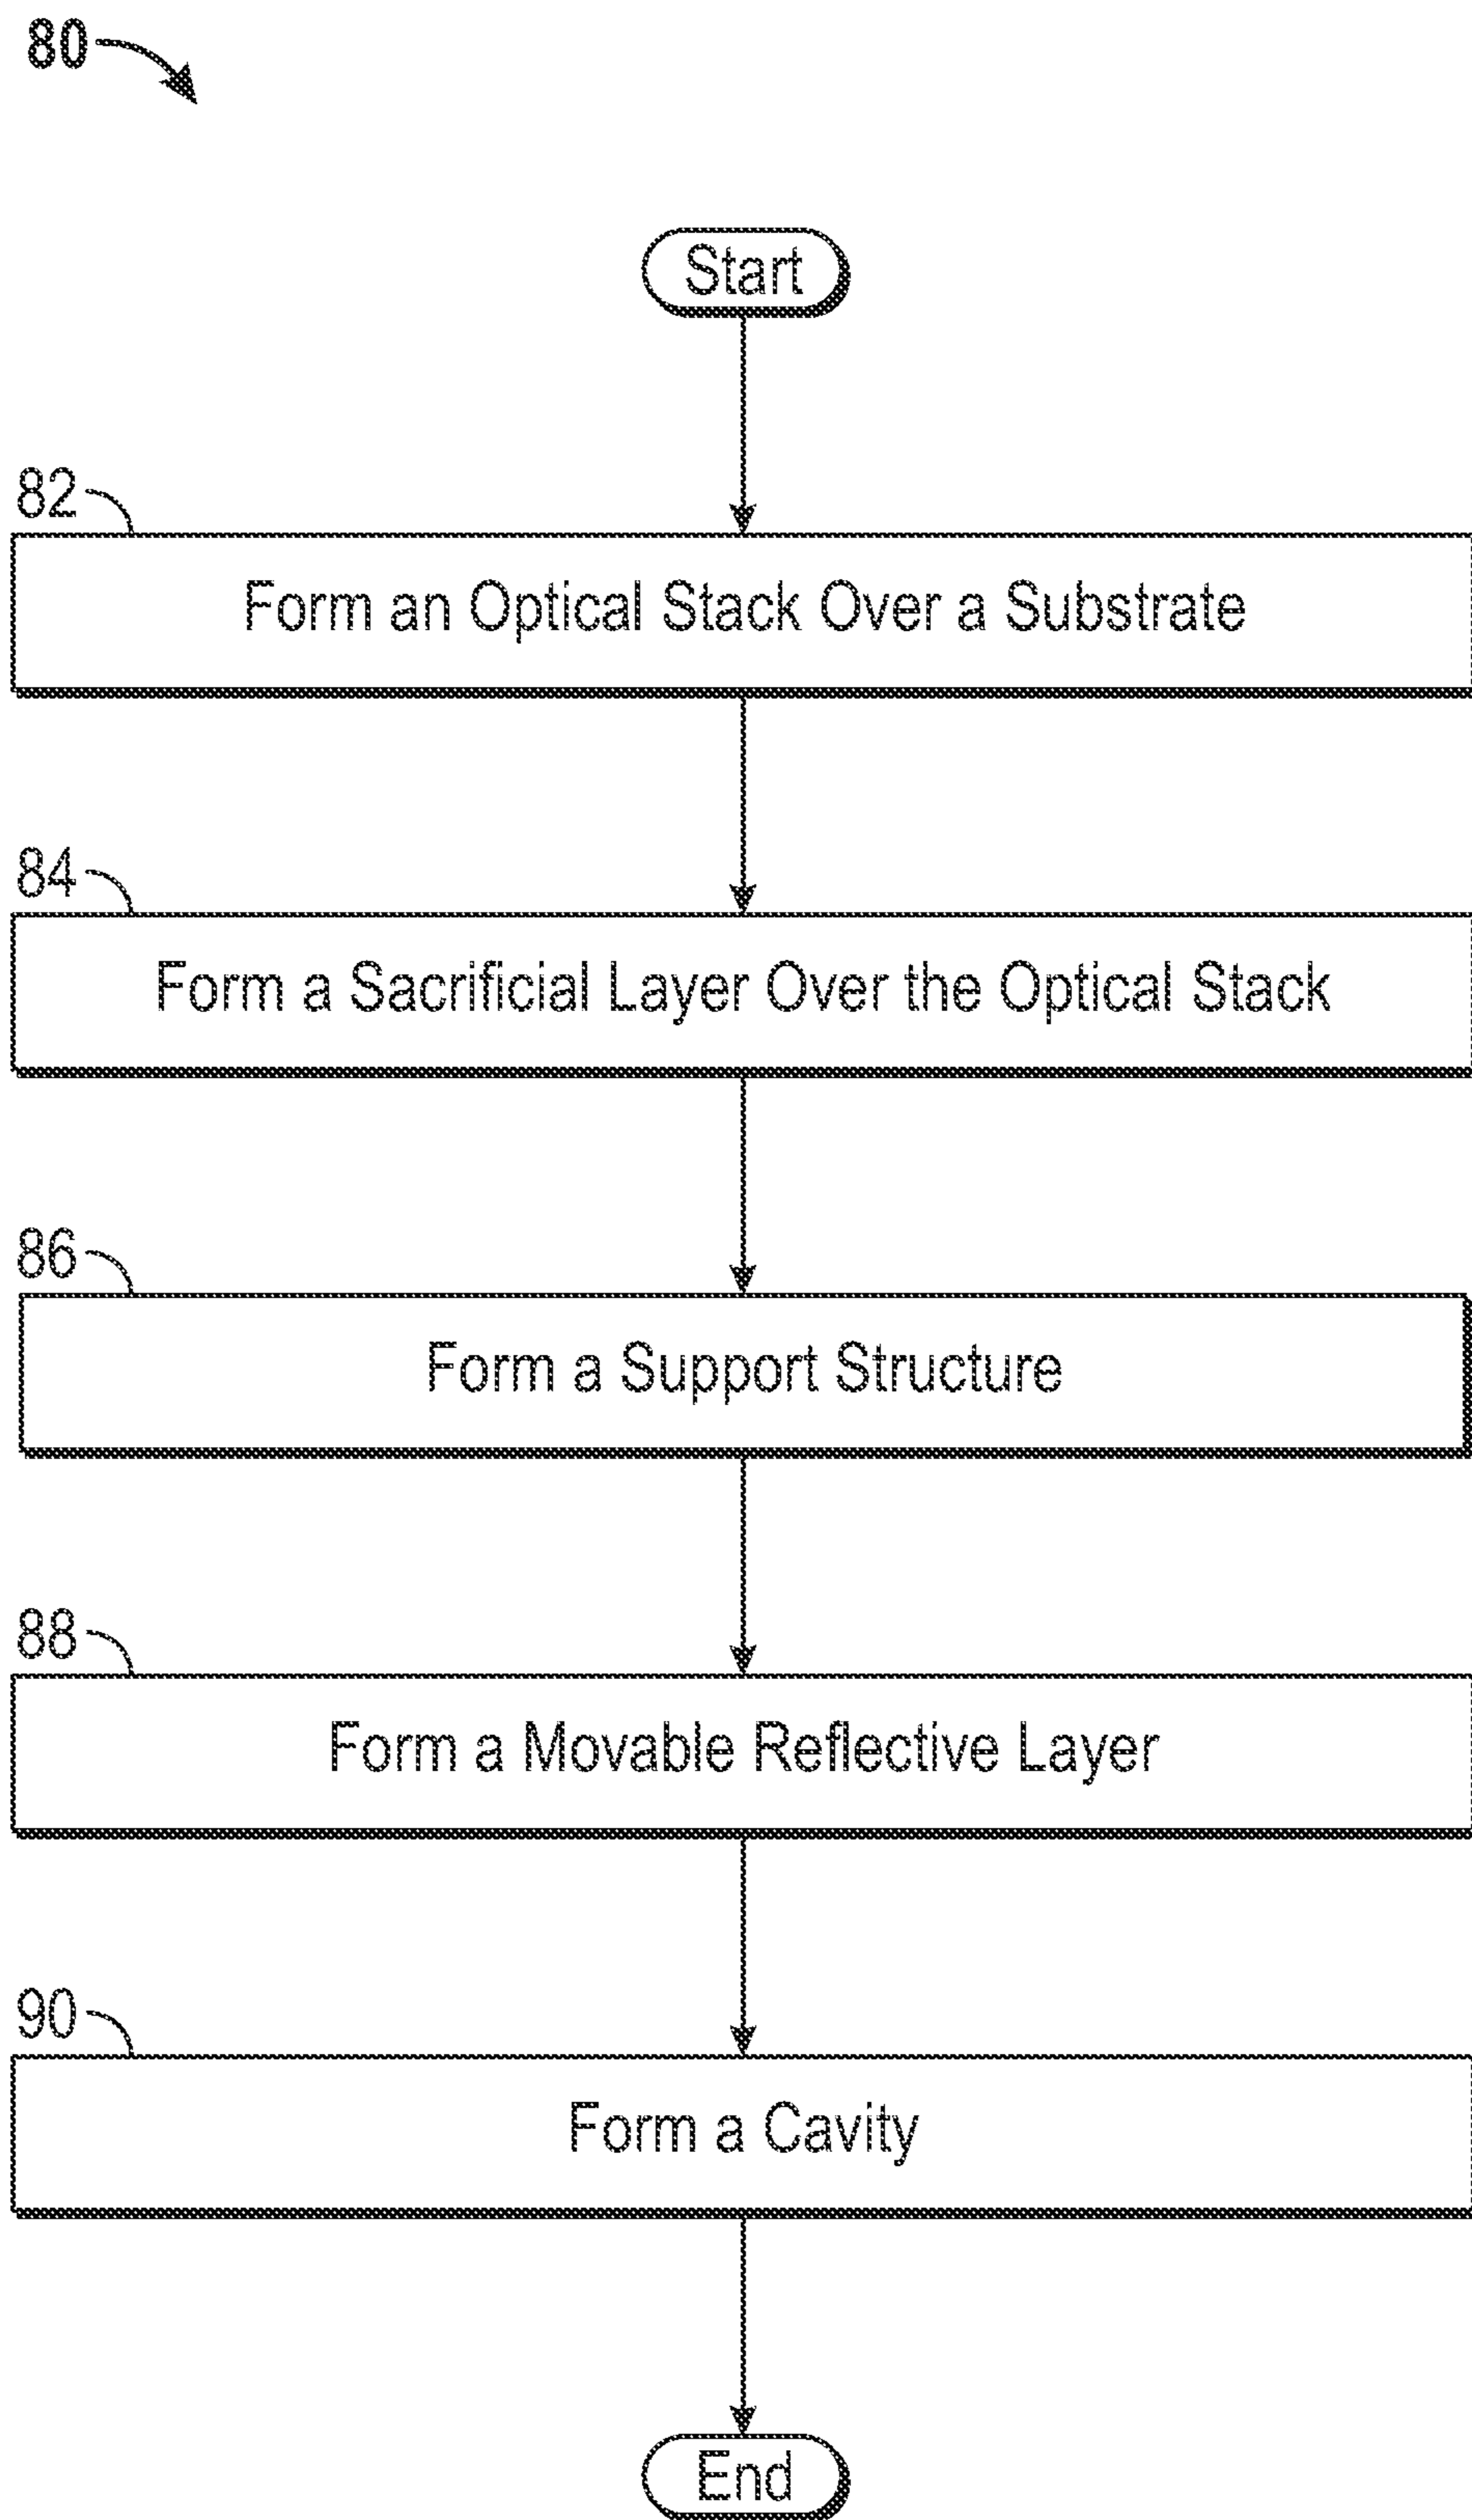 80
Start
82
Form an Optical Stack Over a Substrate
84
Form a Sacrificial Layer Over the Optical Stack
86
Form a Support Structure
88
Form a Movable Reflective Layer
90
Form a Cavity
End